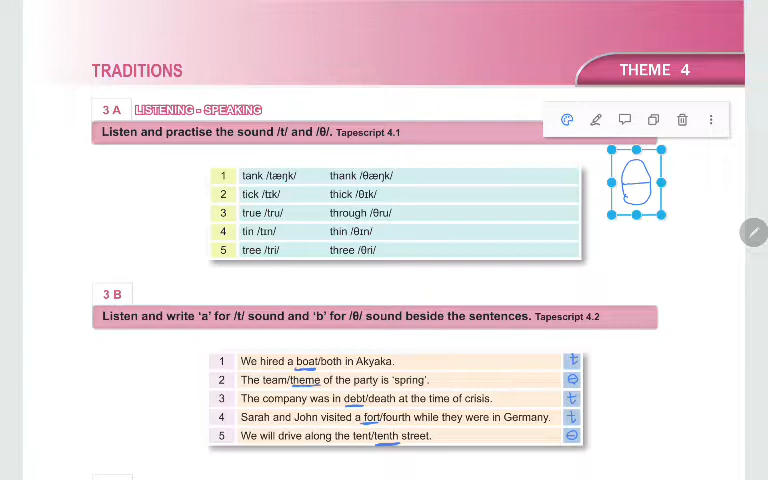 TRADITIONS
THEME 4
3 A LISTENING - SPEAKING
Listen and practise the sound /t/ and /θ/. Tapescript 4.1
1 tank /tæŋk/ thank /θæŋk/
2 tick /tɪk/ thick /θɪk/
3 true /tru/ through /θru/
4 tin /tɪn/ thin /θɪn/
5 tree /tri/ three /θri/
3 B
Listen and write ‘a’ for /t/ sound and ‘b’ for /θ/ sound beside the sentences. Tapescript 4.2
1 We hired a boat/both in Akyaka. t
2 The team/theme of the party is ‘spring’. θ
3 The company was in debt/death at the time of crisis. t
4 Sarah and John visited a fort/fourth while they were in Germany. t
5 We will drive along the tent/tenth street. θ